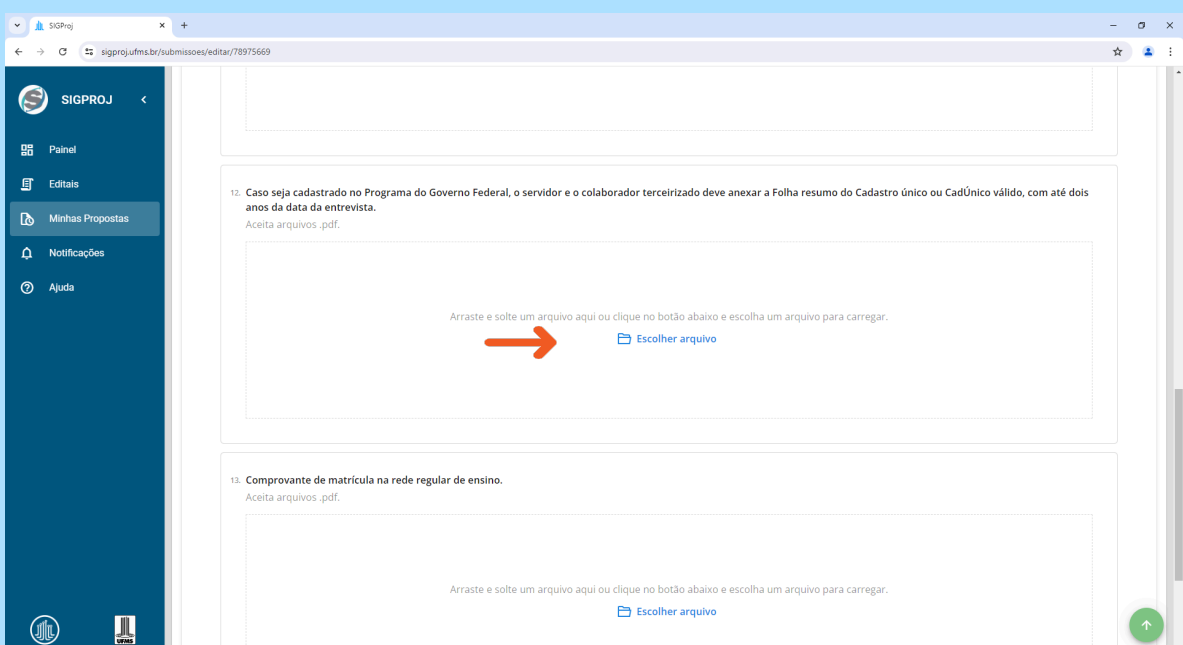 SIGProj
sigproj.ufms.br/submissoes/editar/78975669
SIGPROJ
Painel
Editais
Minhas Propostas
Notificações
Ajuda
UFMS
12. Caso seja cadastrado no Programa do Governo Federal, o servidor e o colaborador terceirizado deve anexar a Folha resumo do Cadastro único ou CadÚnico válido, com até dois
anos da data da entrevista.
Aceita arquivos .pdf.
Arraste e solte um arquivo aqui ou clique no botão abaixo e escolha um arquivo para carregar.
Escolher arquivo
13. Comprovante de matrícula na rede regular de ensino.
Aceita arquivos .pdf.
Arraste e solte um arquivo aqui ou clique no botão abaixo e escolha um arquivo para carregar.
Escolher arquivo